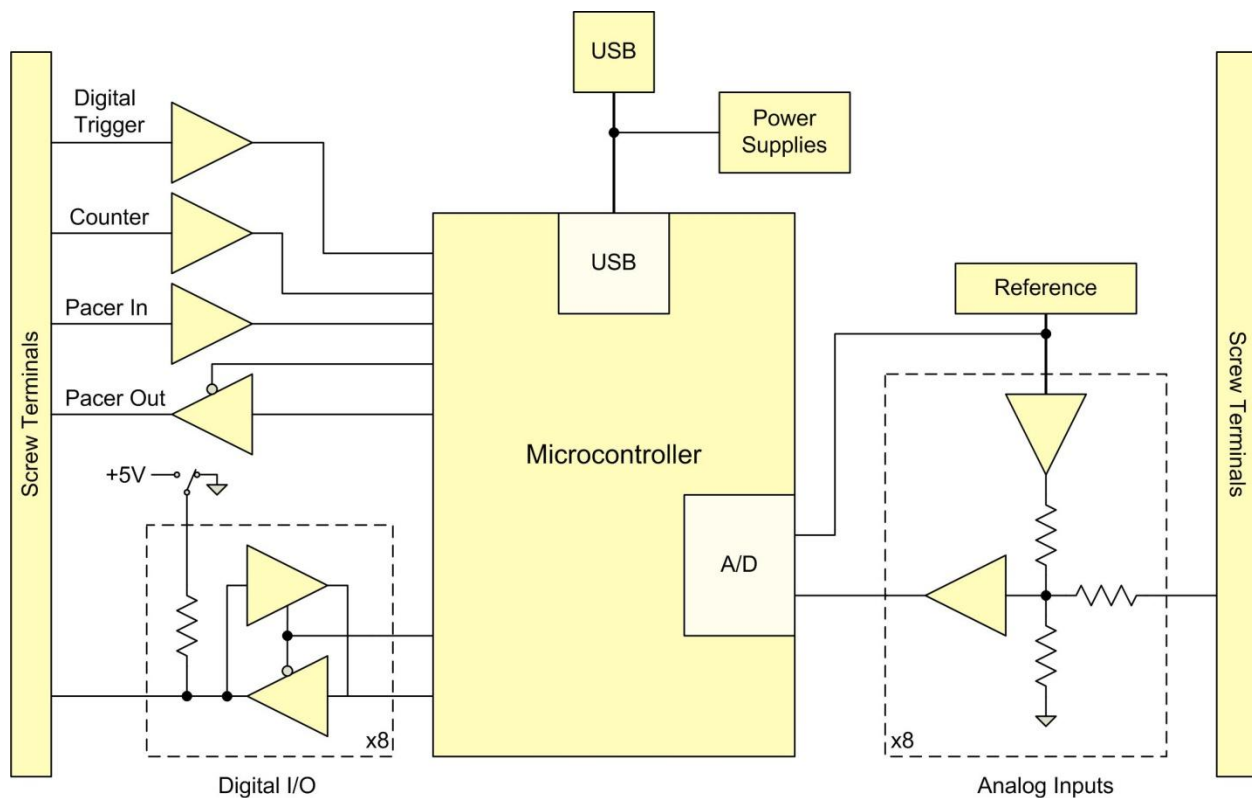 USB
Digital
Trigger
Power
Supplies
Counter
USB
Reference
Pacer In
Screw Terminals
Screw Terminals
Pacer Out
Microcontroller
+5V
A/D
x8
x8
Digital I/O
Analog Inputs